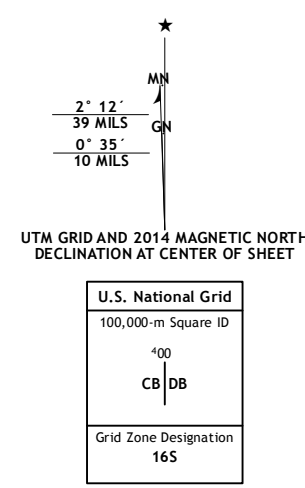 ★
MN
2° 12´
39 MILS
GN
0° 35´
10 MILS
UTM GRID AND 2014 MAGNETIC NORTH
DECLINATION AT CENTER OF SHEET
U.S. National Grid
100,000-m Square ID
⁴00
CB DB
Grid Zone Designation
16S